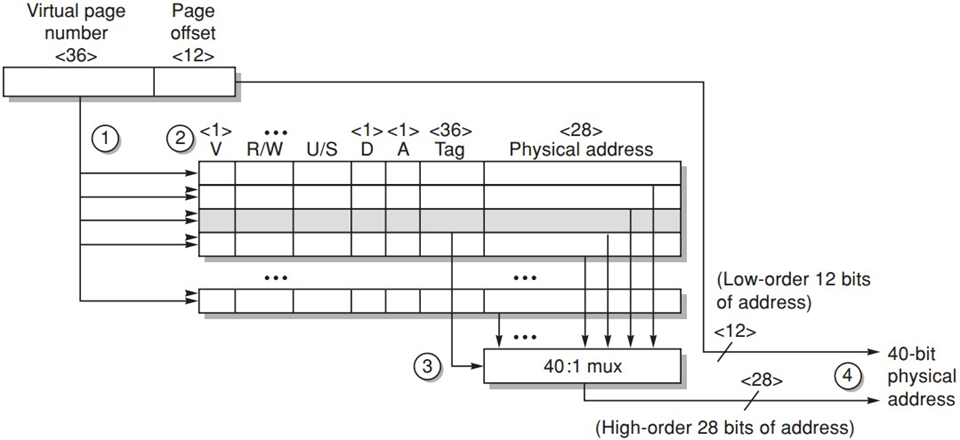 Virtual page
number
<36>
Page
offset
<12>
1
2
<1>
V
...
R/W
U/S
<1>
D
<1>
A
<36>
Tag
<28>
Physical address
...
...
(Low-order 12 bits
of address)
<12>
...
3
40:1 mux
4
40-bit
physical
address
<28>
(High-order 28 bits of address)